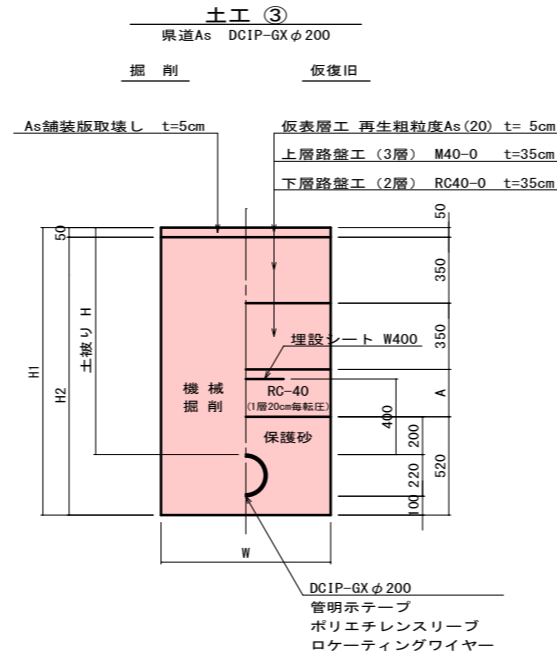 土工 ③
県道As DCIP-GXφ200
掘 削
仮復旧
As舗装版取壊し t=5cm
仮表層工 再生粗粒度As(20) t= 5cm
上層路盤工 (3層) M40-0 t=35cm
下層路盤工 (2層) RC40-0 t=35cm
50
50
350
350
A
520
200
220
100
400
H1
H2
土被り H
埋設シート W400
機 械
掘 削
RC-40
(1層20cm毎転圧)
保護砂
W
DCIP-GXφ200
管明示テープ
ポリエチレンスリーブ
ロケーティングワイヤー